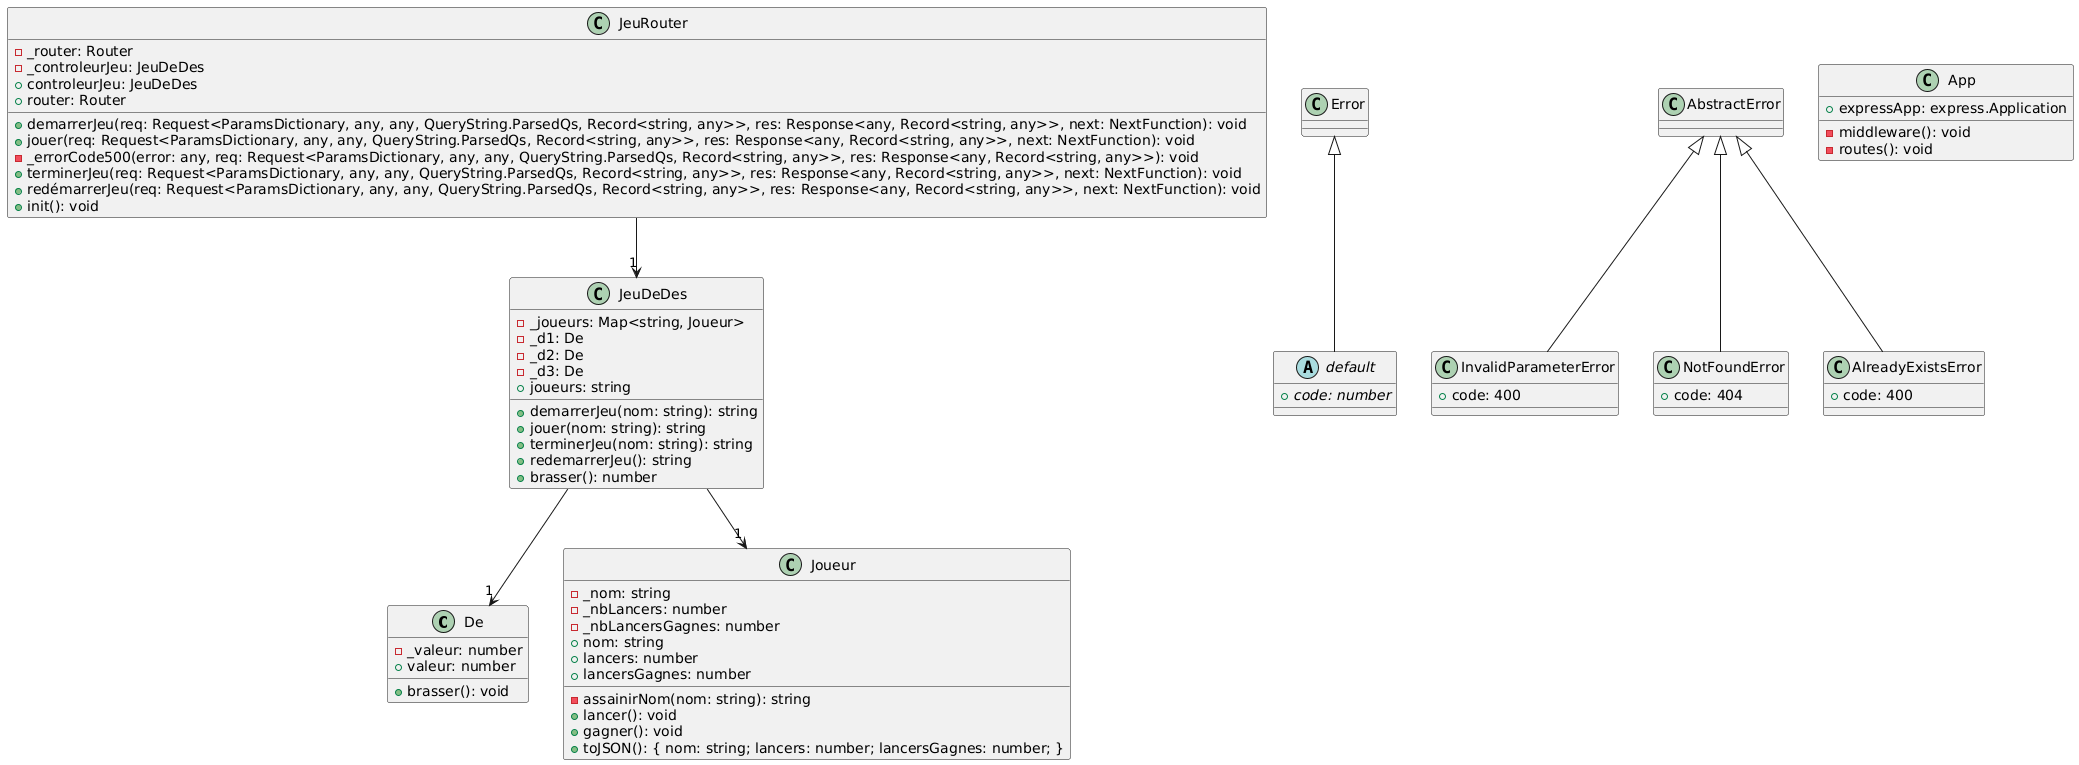 C JeuRouter
_router: Router
_controleurJeu: JeuDeDes
controleurJeu: JeuDeDes
router: Router
demarrerJeu(req: Request<ParamsDictionary, any, any, QueryString.ParsedQs, Record<string, any>>, res: Response<any, Record<string, any>>, next: NextFunction): void
jouer(req: Request<ParamsDictionary, any, any, QueryString.ParsedQs, Record<string, any>>, res: Response<any, Record<string, any>>, next: NextFunction): void
_errorCode500(error: any, req: Request<ParamsDictionary, any, any, QueryString.ParsedQs, Record<string, any>>, res: Response<any, Record<string, any>>): void
terminerJeu(req: Request<ParamsDictionary, any, any, QueryString.ParsedQs, Record<string, any>>, res: Response<any, Record<string, any>>, next: NextFunction): void
redémarrerJeu(req: Request<ParamsDictionary, any, any, QueryString.ParsedQs, Record<string, any>>, res: Response<any, Record<string, any>>, next: NextFunction): void
init(): void
C Error
C AbstractError
C App
expressApp: express.Application
middleware(): void
routes(): void
1
C JeuDeDes
_joueurs: Map<string, Joueur>
_d1: De
_d2: De
_d3: De
joueurs: string
demarrerJeu(nom: string): string
jouer(nom: string): string
terminerJeu(nom: string): string
redemarrerJeu(): string
brasser(): number
A default
code: number
C InvalidParameterError
code: 400
C NotFoundError
code: 404
C AlreadyExistsError
code: 400
1
1
C De
_valeur: number
valeur: number
brasser(): void
C Joueur
_nom: string
_nbLancers: number
_nbLancersGagnes: number
nom: string
lancers: number
lancersGagnes: number
assainirNom(nom: string): string
lancer(): void
gagner(): void
toJSON(): { nom: string; lancers: number; lancersGagnes: number; }